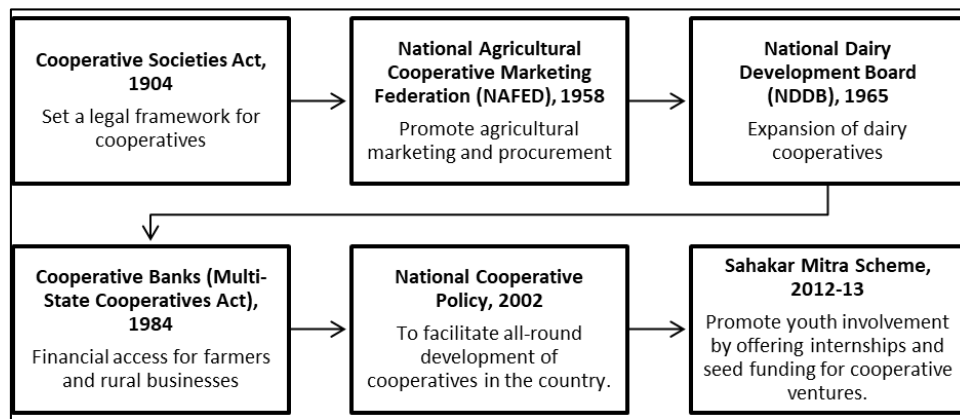 Cooperative Societies Act,
1904
Set a legal framework for
cooperatives
National Agricultural
Cooperative Marketing
Federation (NAFED), 1958
Promote agricultural
marketing and procurement
National Dairy
Development Board
(NDDB), 1965
Expansion of dairy
cooperatives
Cooperative Banks (Multi-
State Cooperatives Act),
1984
Financial access for farmers
and rural businesses
National Cooperative
Policy, 2002
To facilitate all-round
development of
cooperatives in the country.
Sahakar Mitra Scheme,
2012-13
Promote youth involvement
by offering internships and
seed funding for cooperative
ventures.